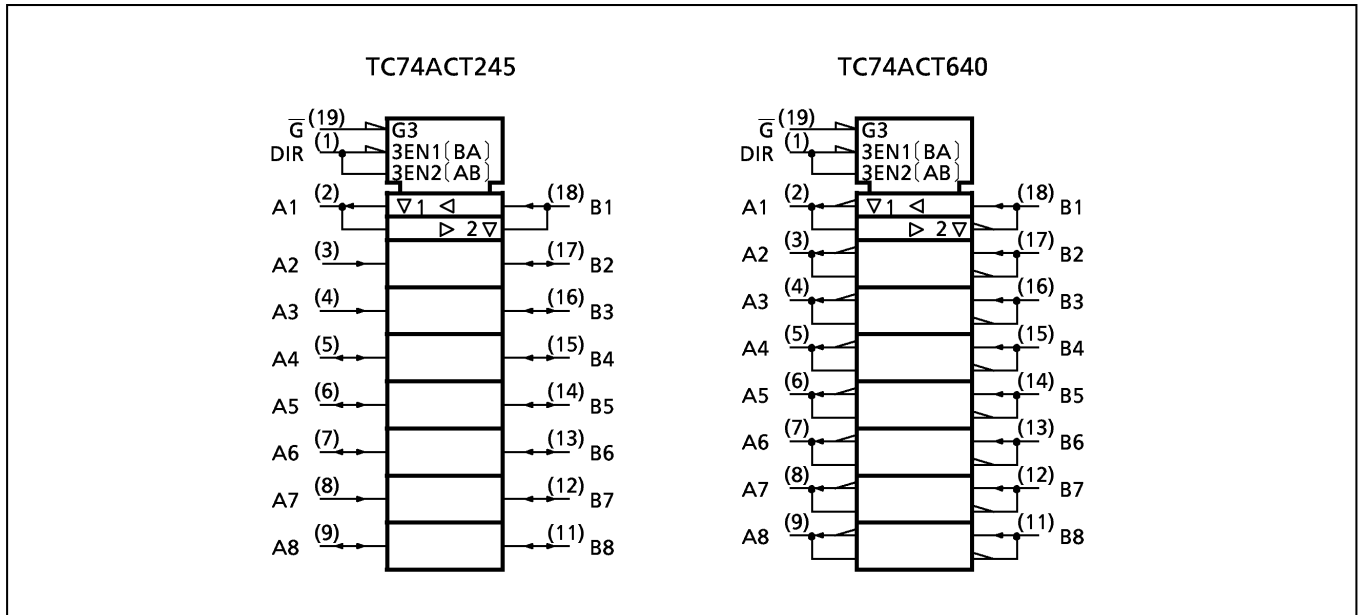 TC74ACT245
G̅ (19) G3
DIR (1) 3EN1[BA]
3EN2[AB]
A1 (2) ▽1 ◁ (18) B1
▷ 2▽
A2 (3) (17) B2
A3 (4) (16) B3
A4 (5) (15) B4
A5 (6) (14) B5
A6 (7) (13) B6
A7 (8) (12) B7
A8 (9) (11) B8
TC74ACT640
G̅ (19) G3
DIR (1) 3EN1[BA]
3EN2[AB]
A1 (2) ▽1 ◁ (18) B1
▷ 2▽
A2 (3) (17) B2
A3 (4) (16) B3
A4 (5) (15) B4
A5 (6) (14) B5
A6 (7) (13) B6
A7 (8) (12) B7
A8 (9) (11) B8